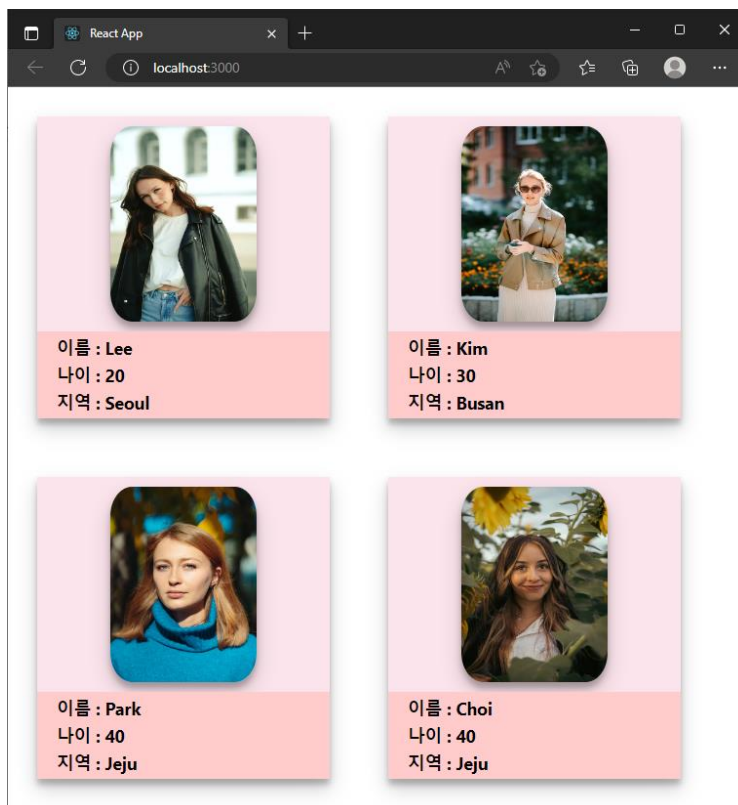 React App
localhost:3000
이름 : Lee
나이 : 20
지역 : Seoul
이름 : Kim
나이 : 30
지역 : Busan
이름 : Park
나이 : 40
지역 : Jeju
이름 : Choi
나이 : 40
지역 : Jeju